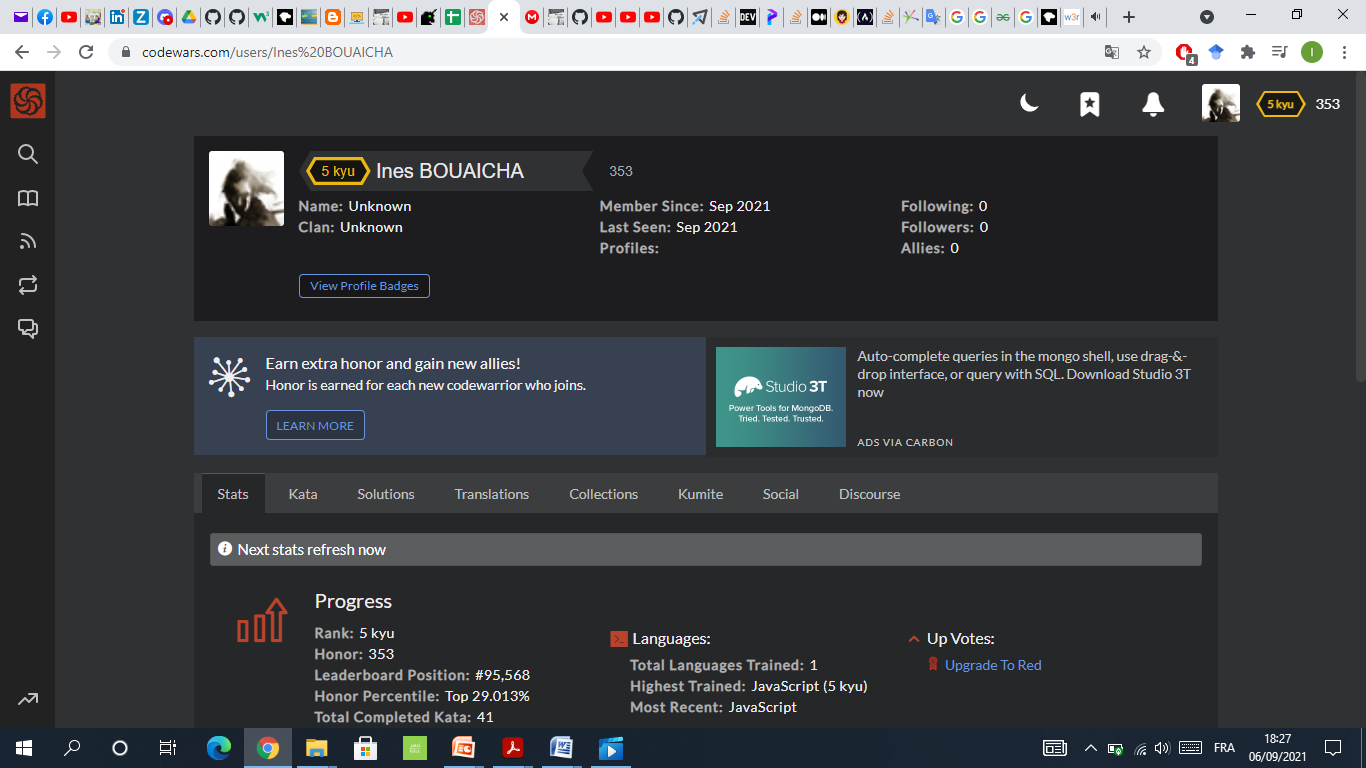 codewars.com/users/Ines%20BOUAICHA
4
I
5 kyu 353
5 kyu Ines BOUAICHA 353
Name: Unknown
Clan: Unknown
Member Since: Sep 2021
Last Seen: Sep 2021
Profiles:
Following: 0
Followers: 0
Allies: 0
View Profile Badges
Earn extra honor and gain new allies!
Honor is earned for each new codewarrior who joins.
LEARN MORE
Studio 3T
Power Tools for MongoDB.
Tried. Tested. Trusted.
Auto-complete queries in the mongo shell, use drag-&-
drop interface, or query with SQL. Download Studio 3T
now
ADS VIA CARBON
Stats Kata Solutions Translations Collections Kumite Social Discourse
Next stats refresh now
Progress
Rank: 5 kyu
Honor: 353
Leaderboard Position: #95,568
Honor Percentile: Top 29.013%
Total Completed Kata: 41
Languages:
Total Languages Trained: 1
Highest Trained: JavaScript (5 kyu)
Most Recent: JavaScript
Up Votes:
Upgrade To Red
FRA
18:27
06/09/2021